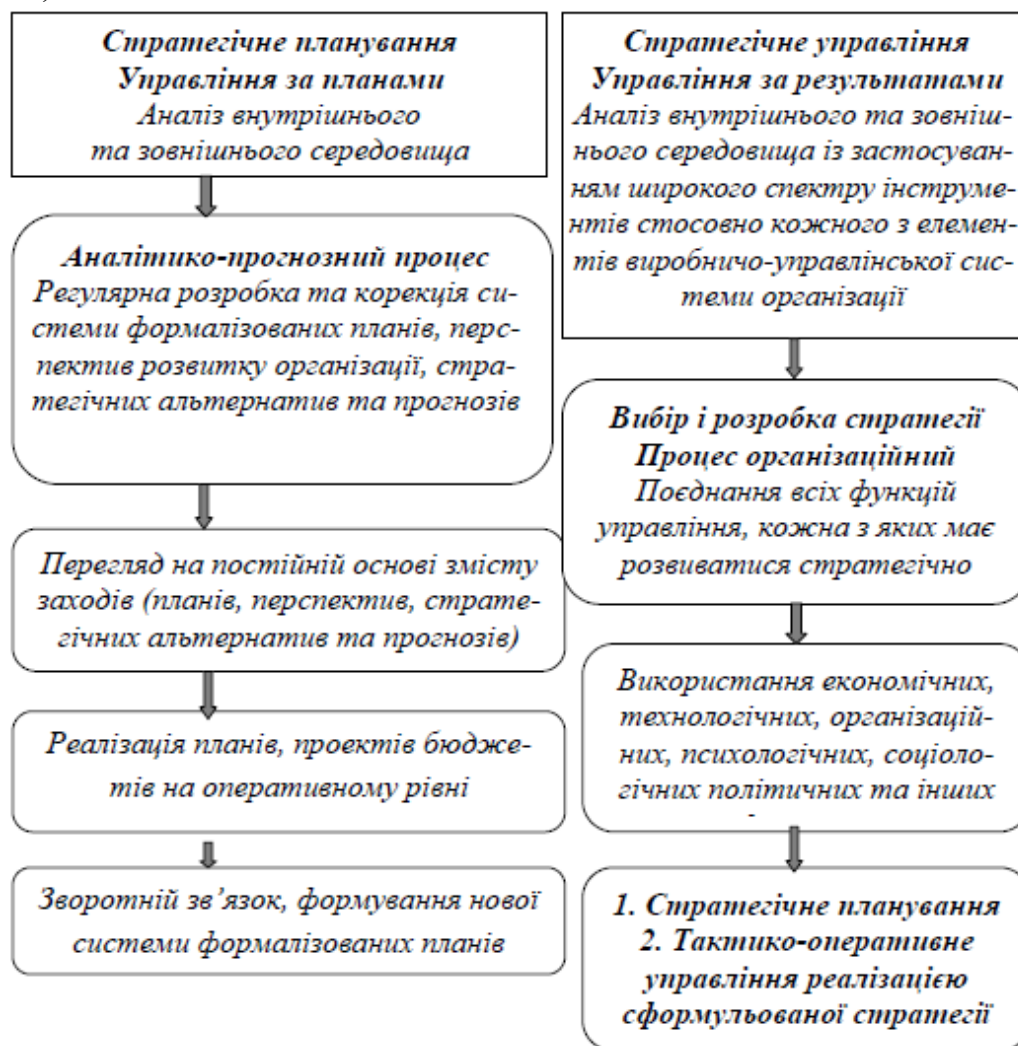 Стратегічне планування
Управління за планами
Аналіз внутрішнього
та зовнішнього середовища
Аналітико-прогнозний процес
Регулярна розробка та корекція си-
стеми формалізованих планів, перс-
пектив розвитку організації, стра-
тегічних альтернатив та прогнозів
Перегляд на постійній основі змісту
заходів (планів, перспектив, страте-
гічних альтернатив та прогнозів)
Реалізація планів, проектів бюдже-
тів на оперативному рівні
Зворотній зв’язок, формування нової
системи формалізованих планів
Стратегічне управління
Управління за результатами
Аналіз внутрішнього та зовніш-
нього середовища із застосуван-
ням широкого спектру інструме-
нтів стосовно кожного з елемен-
тів виробничо-управлінської сис-
теми організації
Вибір і розробка стратегії
Процес організаційний
Поєднання всіх функцій
управління, кожна з яких має
розвиватися стратегічно
Використання економічних,
технологічних, організацій-
них, психологічних, соціоло-
гічних політичних та інших
1. Стратегічне планування
2. Тактико-оперативне
управління реалізацією
сформульованої стратегії